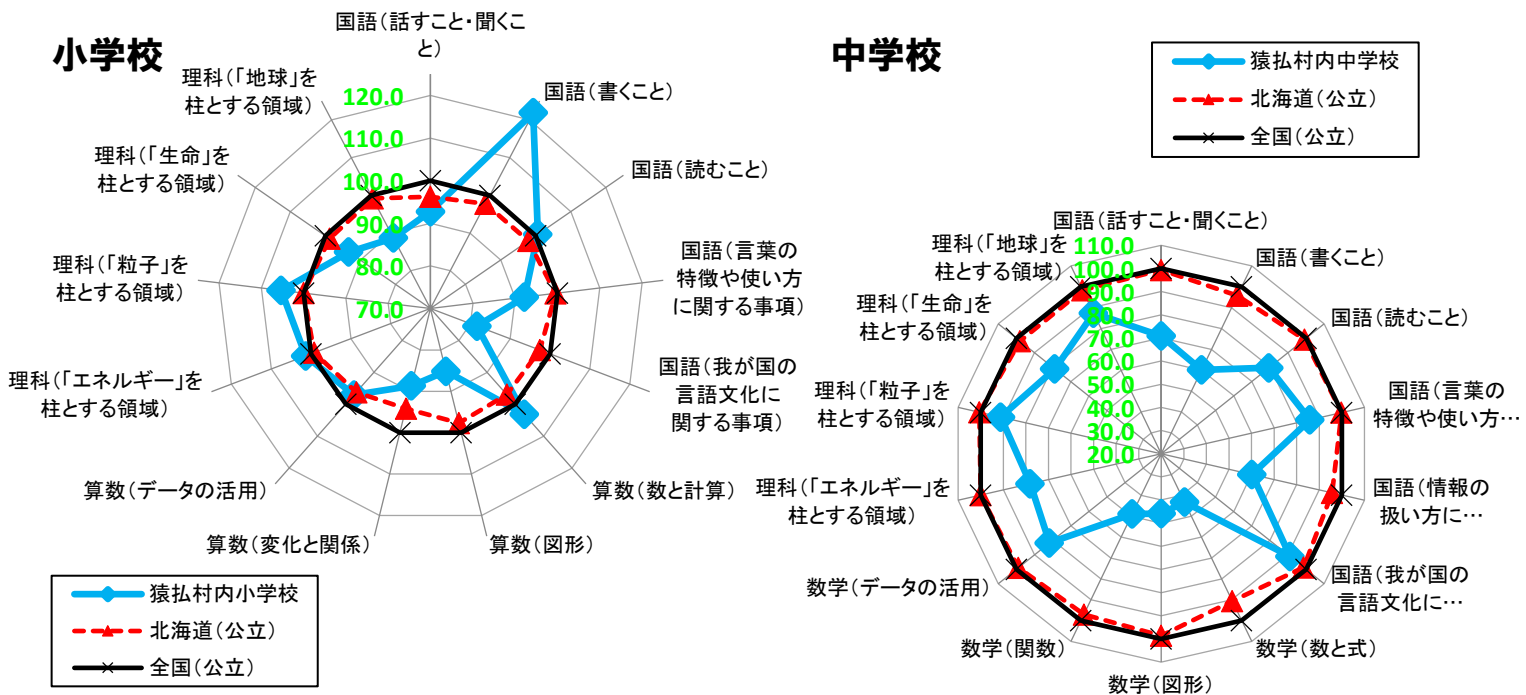 小学校
国語(話すこと・聞くこ
と)
国語(書くこと)
国語(読むこと)
国語(言葉の
特徴や使い方
に関する事項)
国語(我が国の
言語文化に
関する事項)
算数(数と計算)
算数(図形)
算数(変化と関係)
算数(データの活用)
理科(「エネルギー」を
柱とする領域)
理科(「粒子」を
柱とする領域)
理科(「生命」を
柱とする領域)
理科(「地球」を
柱とする領域)
120.0
110.0
100.0
90.0
80.0
70.0
猿払村内小学校
北海道(公立)
全国(公立)
中学校
猿払村内中学校
北海道(公立)
全国(公立)
国語(話すこと・聞くこと)
国語(書くこと)
国語(読むこと)
国語(言葉の
特徴や使い方…
国語(情報の
扱い方に…
国語(我が国の
言語文化に…
数学(数と式)
数学(図形)
数学(関数)
数学(データの活用)
理科(「エネルギー」を
柱とする領域)
理科(「粒子」を
柱とする領域)
理科(「生命」を
柱とする領域)
理科(「地球」を
柱とする領域)
110.0
100.0
90.0
80.0
70.0
60.0
50.0
40.0
30.0
20.0